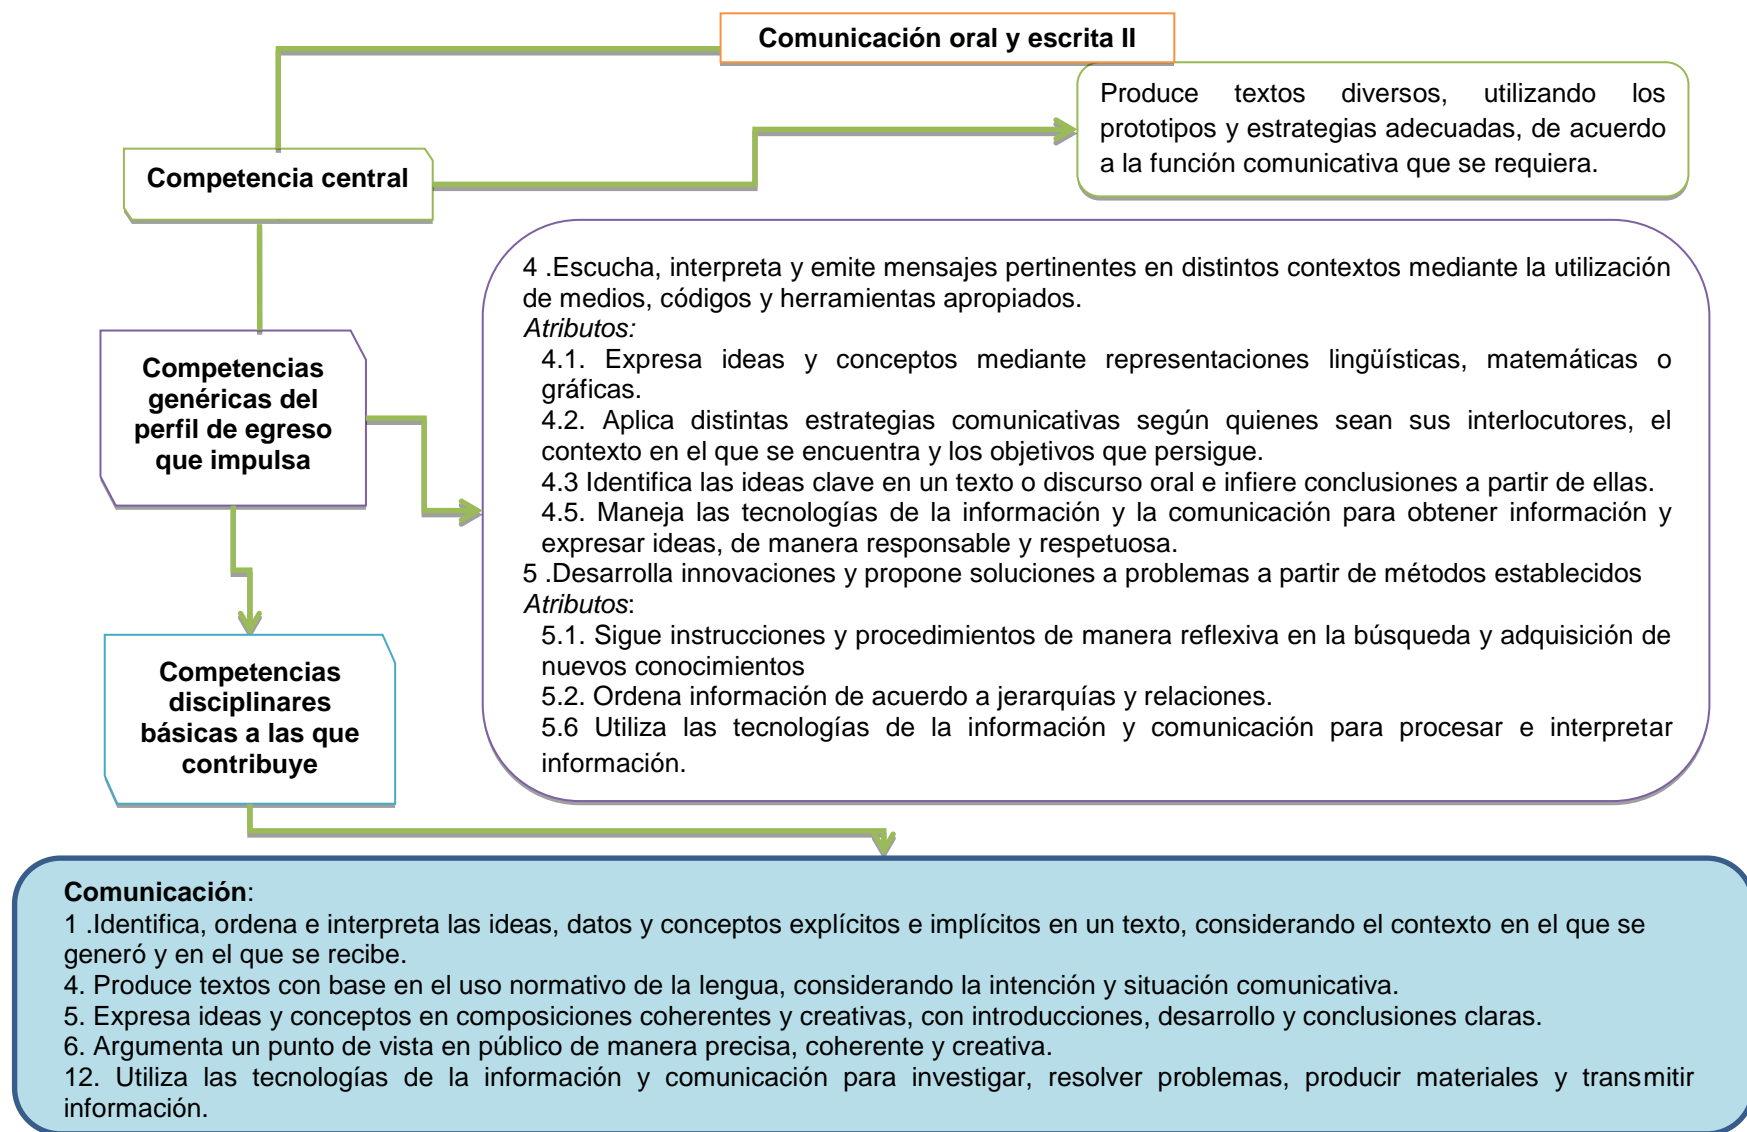 Comunicación oral y escrita II
Produce textos diversos, utilizando los
prototipos y estrategias adecuadas, de acuerdo
a la función comunicativa que se requiera.
Competencia central
4 .Escucha, interpreta y emite mensajes pertinentes en distintos contextos mediante la utilización
de medios, códigos y herramientas apropiados.
Atributos:
4.1. Expresa ideas y conceptos mediante representaciones lingüísticas, matemáticas o
gráficas.
4.2. Aplica distintas estrategias comunicativas según quienes sean sus interlocutores, el
contexto en el que se encuentra y los objetivos que persigue.
4.3 Identifica las ideas clave en un texto o discurso oral e infiere conclusiones a partir de ellas.
4.5. Maneja las tecnologías de la información y la comunicación para obtener información y
expresar ideas, de manera responsable y respetuosa.
5 .Desarrolla innovaciones y propone soluciones a problemas a partir de métodos establecidos
Atributos:
5.1. Sigue instrucciones y procedimientos de manera reflexiva en la búsqueda y adquisición de
nuevos conocimientos
5.2. Ordena información de acuerdo a jerarquías y relaciones.
5.6 Utiliza las tecnologías de la información y comunicación para procesar e interpretar
información.
Competencias
genéricas del
perfil de egreso
que impulsa
Competencias
disciplinares
básicas a las que
contribuye
Comunicación:
1 .Identifica, ordena e interpreta las ideas, datos y conceptos explícitos e implícitos en un texto, considerando el contexto en el que se
generó y en el que se recibe.
4. Produce textos con base en el uso normativo de la lengua, considerando la intención y situación comunicativa.
5. Expresa ideas y conceptos en composiciones coherentes y creativas, con introducciones, desarrollo y conclusiones claras.
6. Argumenta un punto de vista en público de manera precisa, coherente y creativa.
12. Utiliza las tecnologías de la información y comunicación para investigar, resolver problemas, producir materiales y transmitir
información.